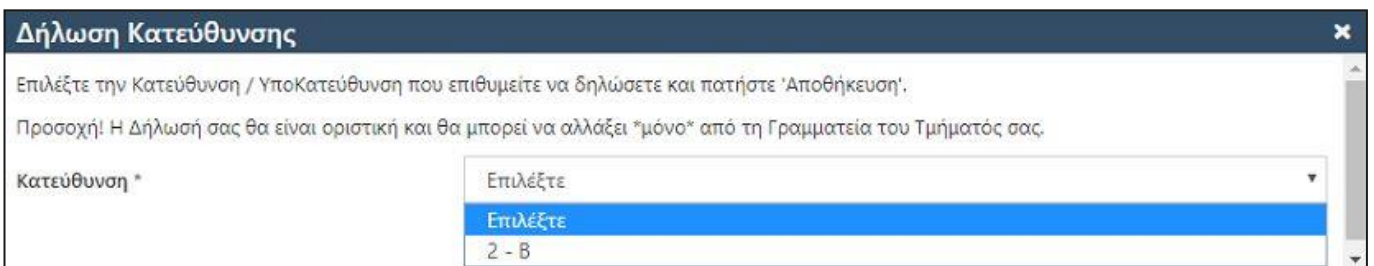 Δήλωση Κατεύθυνσης
Επιλέξτε την Κατεύθυνση / ΥποΚατεύθυνση που επιθυμείτε να δηλώσετε και πατήστε 'Αποθήκευση'.
Προσοχή! Η Δήλωσή σας θα είναι οριστική και θα μπορεί να αλλάξει *μόνο* από τη Γραμματεία του Τμήματός σας.
Κατεύθυνση * Επιλέξτε
Επιλέξτε
2 - Β